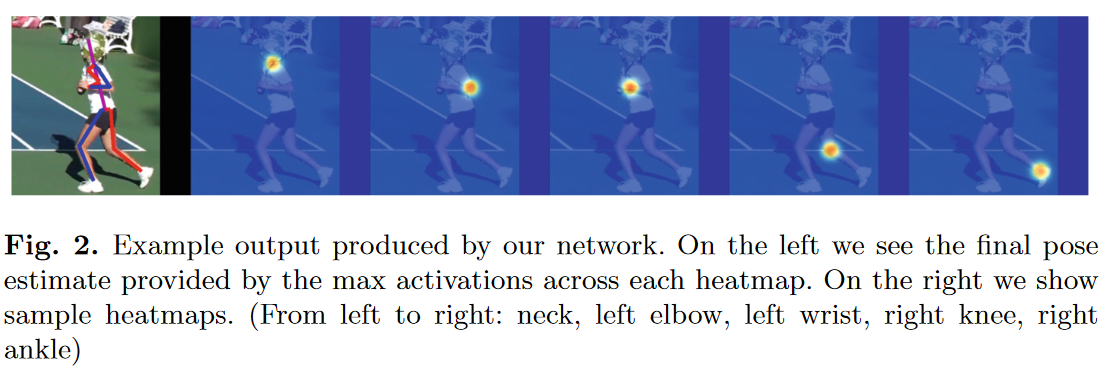 Fig. 2. Example output produced by our network. On the left we see the final pose
estimate provided by the max activations across each heatmap. On the right we show
sample heatmaps. (From left to right: neck, left elbow, left wrist, right knee, right
ankle)